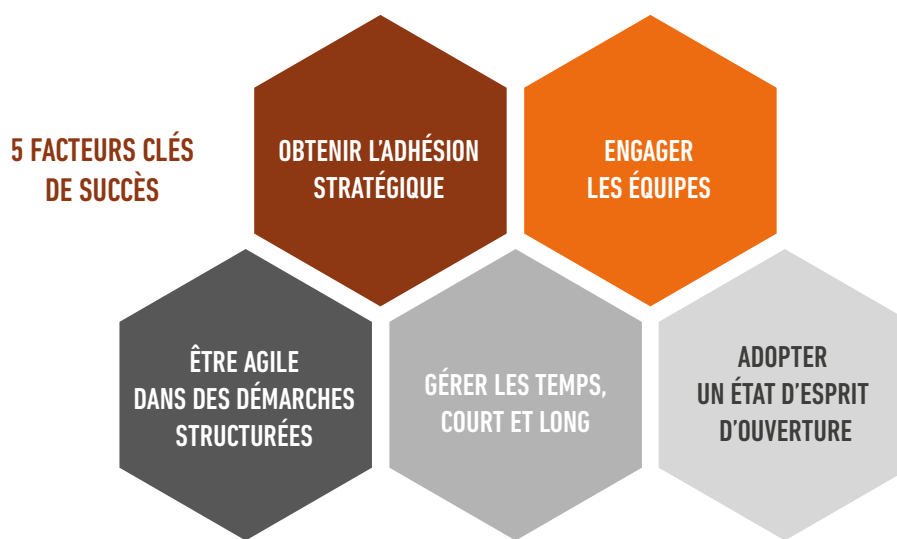 5 FACTEURS CLÉS
DE SUCCÈS
OBTENIR L’ADHÉSION
STRATÉGIQUE
ENGAGER
LES ÉQUIPES
ÊTRE AGILE
DANS DES DÉMARCHES
STRUCTURÉES
GÉRER LES TEMPS,
COURT ET LONG
ADOPTER
UN ÉTAT D’ESPRIT
D’OUVERTURE